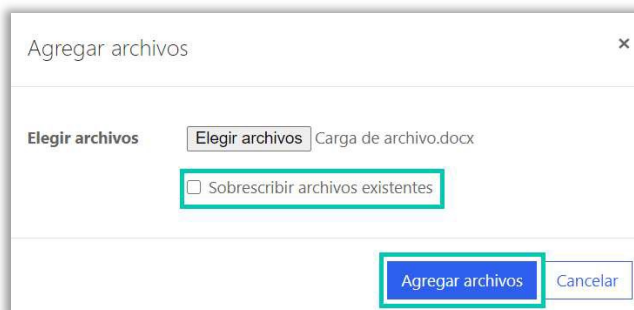 Agregar archivos ×
Elegir archivos Elegir archivos Carga de archivo.docx
Sobrescribir archivos existentes
Agregar archivos Cancelar